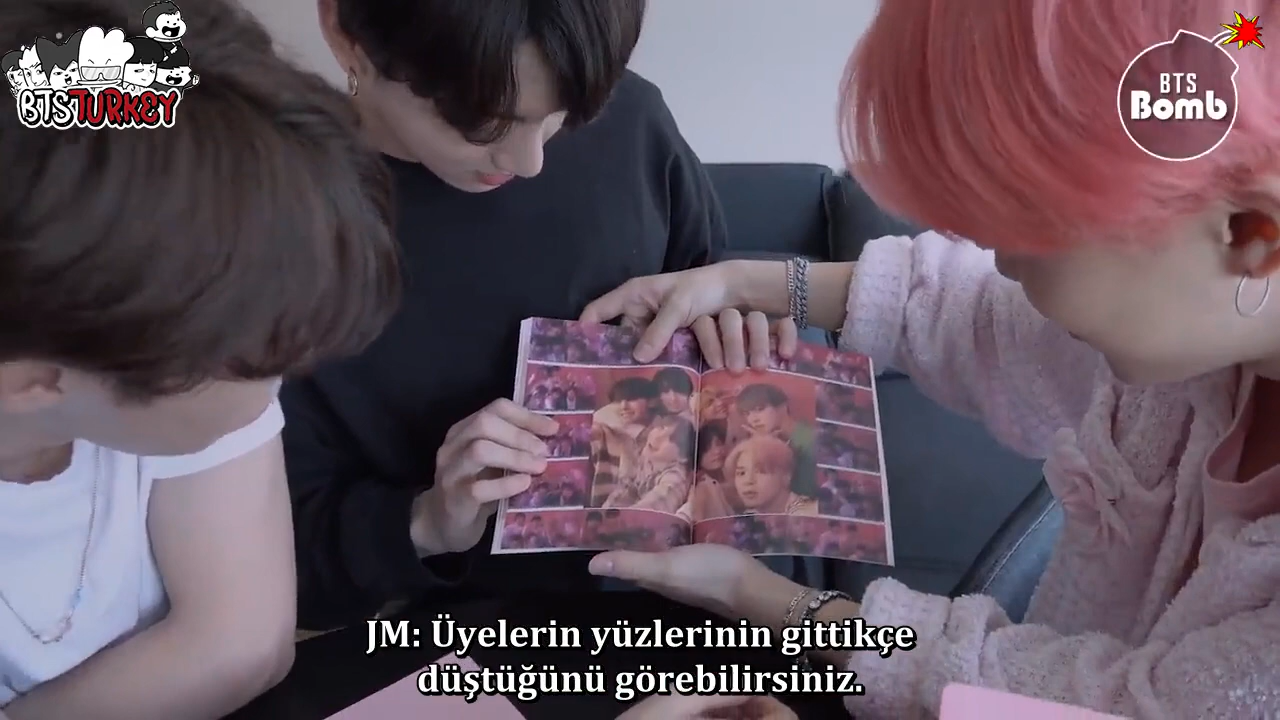 BTSTURKEY
BTS
Bomb
JM: Üyelerin yüzlerinin gittikçe
düştüğünü görebilirsiniz.